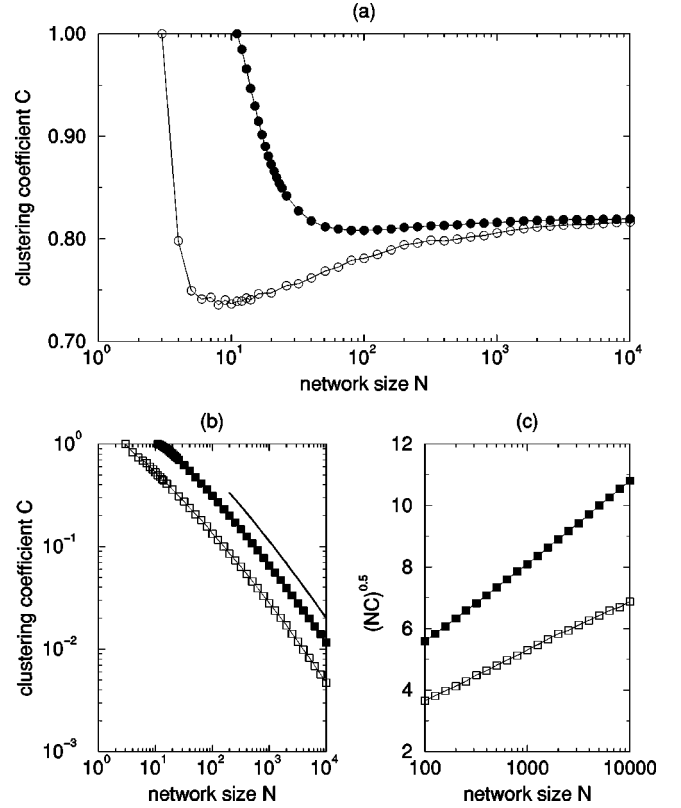 (a)
clustering coefficient C
1.00
0.90
0.80
0.70
10^0 10^1 10^2 10^3 10^4
network size N
(b)
clustering coefficient C
10^0
10^-1
10^-2
10^-3
10^0 10^1 10^2 10^3 10^4
network size N
(c)
(NC)^0.5
12
10
8
6
4
2
100 1000 10000
network size N